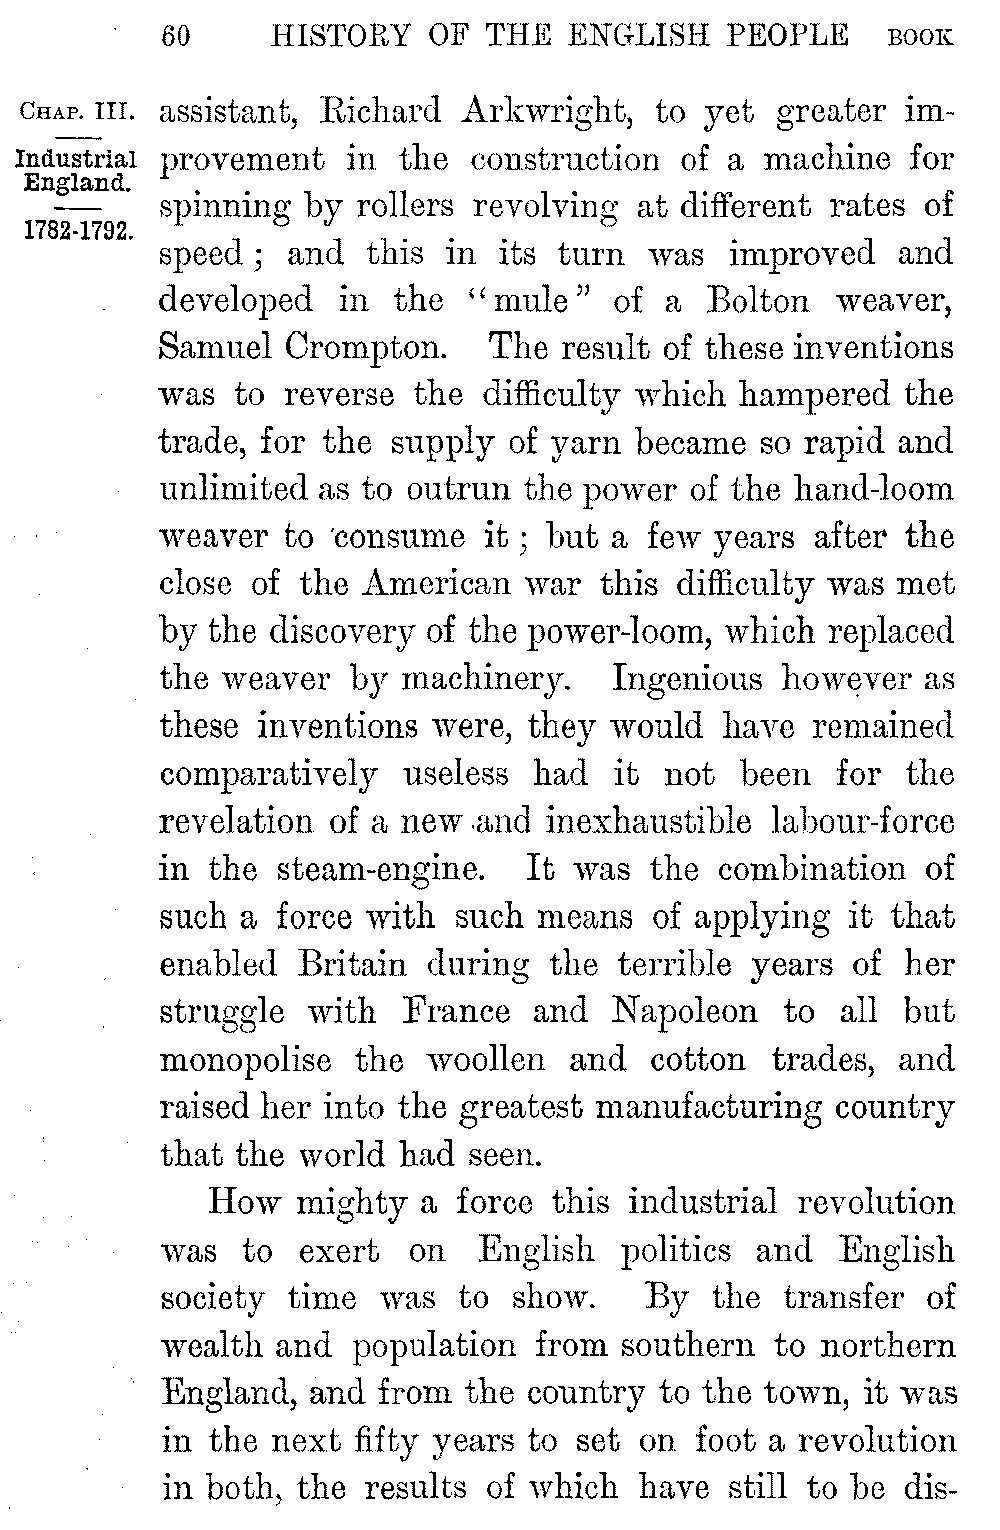 60 HISTORY OF THE ENGLISH PEOPLE BOOK
CHAP. III.
Industrial
England.
1782-1792.
assistant, Richard Arkwright, to yet greater im-
provement in the construction of a machine for
spinning by rollers revolving at different rates of
speed; and this in its turn was improved and
developed in the “mule” of a Bolton weaver,
Samuel Crompton. The result of these inventions
was to reverse the difficulty which hampered the
trade, for the supply of yarn became so rapid and
unlimited as to outrun the power of the hand-loom
weaver to consume it; but a few years after the
close of the American war this difficulty was met
by the discovery of the power-loom, which replaced
the weaver by machinery. Ingenious however as
these inventions were, they would have remained
comparatively useless had it not been for the
revelation of a new and inexhaustible labour-force
in the steam-engine. It was the combination of
such a force with such means of applying it that
enabled Britain during the terrible years of her
struggle with France and Napoleon to all but
monopolise the woollen and cotton trades, and
raised her into the greatest manufacturing country
that the world had seen.
How mighty a force this industrial revolution
was to exert on English politics and English
society time was to show. By the transfer of
wealth and population from southern to northern
England, and from the country to the town, it was
in the next fifty years to set on foot a revolution
in both, the results of which have still to be dis-